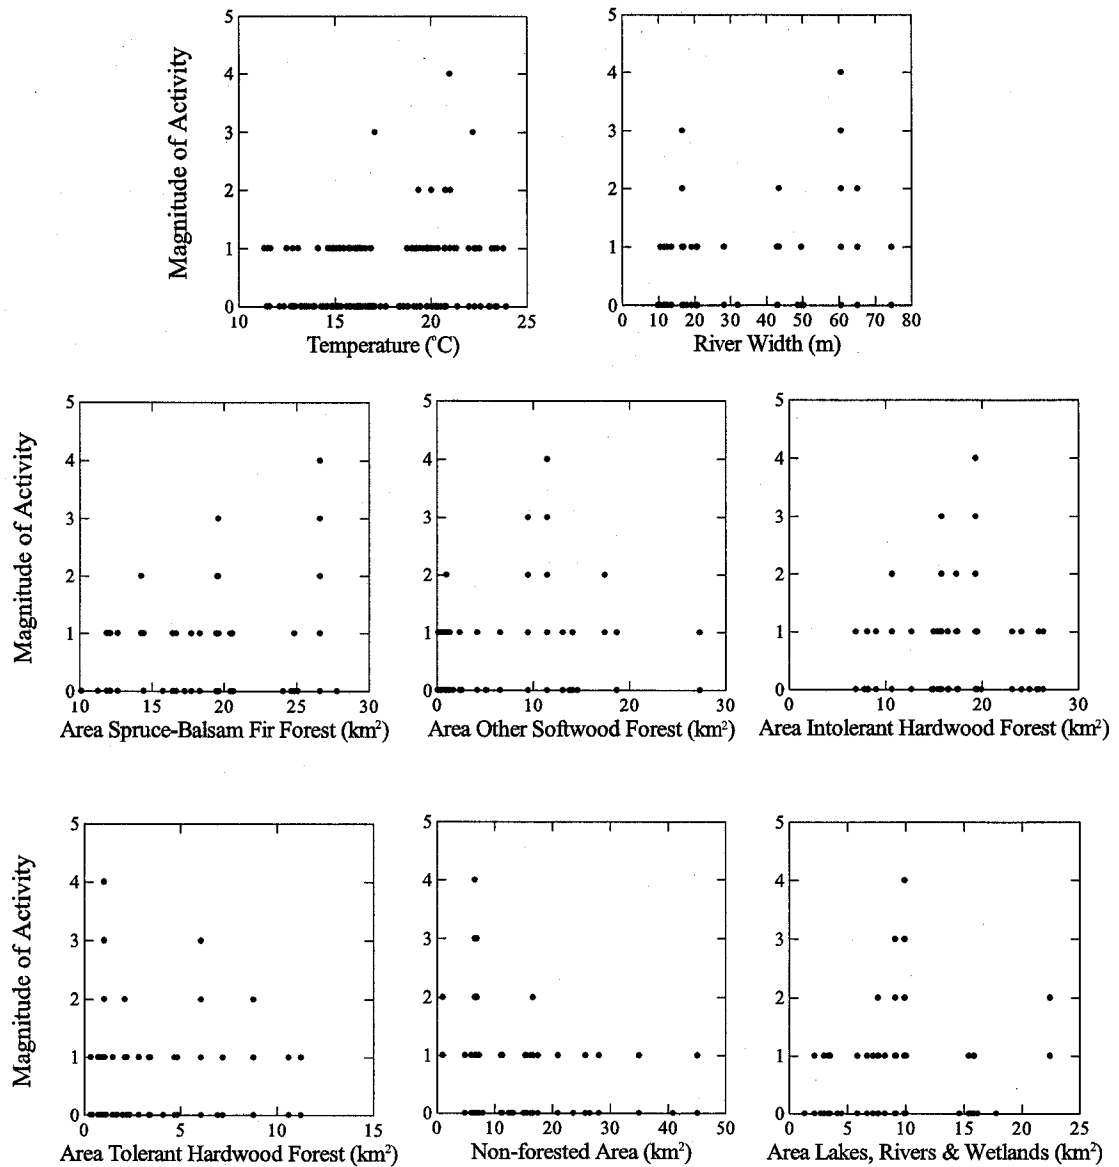 5
4
3
2
1
0
10 15 20 25
Magnitude of Activity
Temperature (°C)
5
4
3
2
1
0
0 10 20 30 40 50 60 70 80
River Width (m)
5
4
3
2
1
0
10 15 20 30
Magnitude of Activity
Area Spruce-Balsam Fir Forest (km²)
5
4
3
2
1
0
0 10 20 30
Area Other Softwood Forest (km²)
5
4
3
2
1
0
0 10 20 30
Area Intolerant Hardwood Forest (km²)
5
4
3
2
1
0
0 5 10 15
Magnitude of Activity
Area Tolerant Hardwood Forest (km²)
5
4
3
2
1
0
0 10 20 30 40 50
Non-forested Area (km²)
5
4
3
2
1
0
0 5 10 15 20 25
Area Lakes, Rivers & Wetlands (km²)